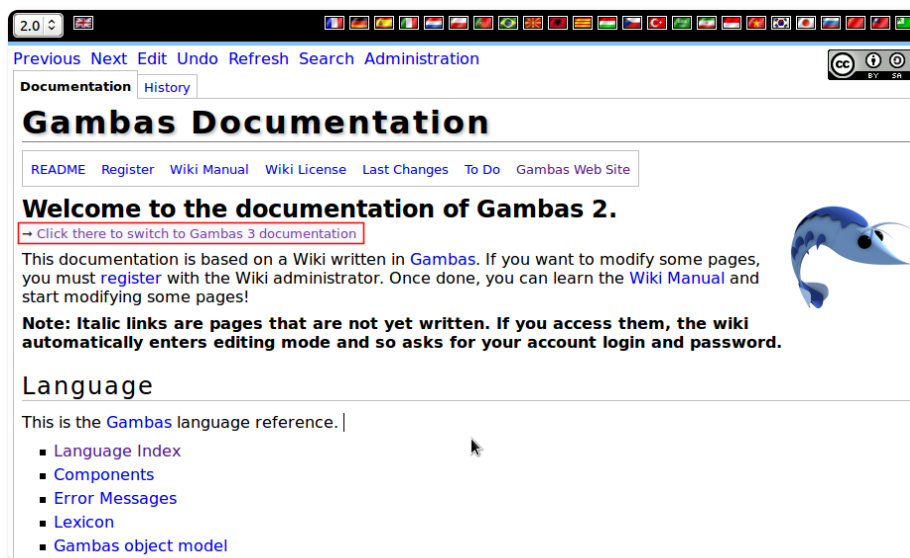 2.0
Previous Next Edit Undo Refresh Search Administration
cc BY SA
Documentation History
Gambas Documentation
README Register Wiki Manual Wiki License Last Changes To Do Gambas Web Site
Welcome to the documentation of Gambas 2.
→ Click there to switch to Gambas 3 documentation
This documentation is based on a Wiki written in Gambas. If you want to modify some pages,
you must register with the Wiki administrator. Once done, you can learn the Wiki Manual and
start modifying some pages!
Note: Italic links are pages that are not yet written. If you access them, the wiki
automatically enters editing mode and so asks for your account login and password.
Language
This is the Gambas language reference.
Language Index
Components
Error Messages
Lexicon
Gambas object model